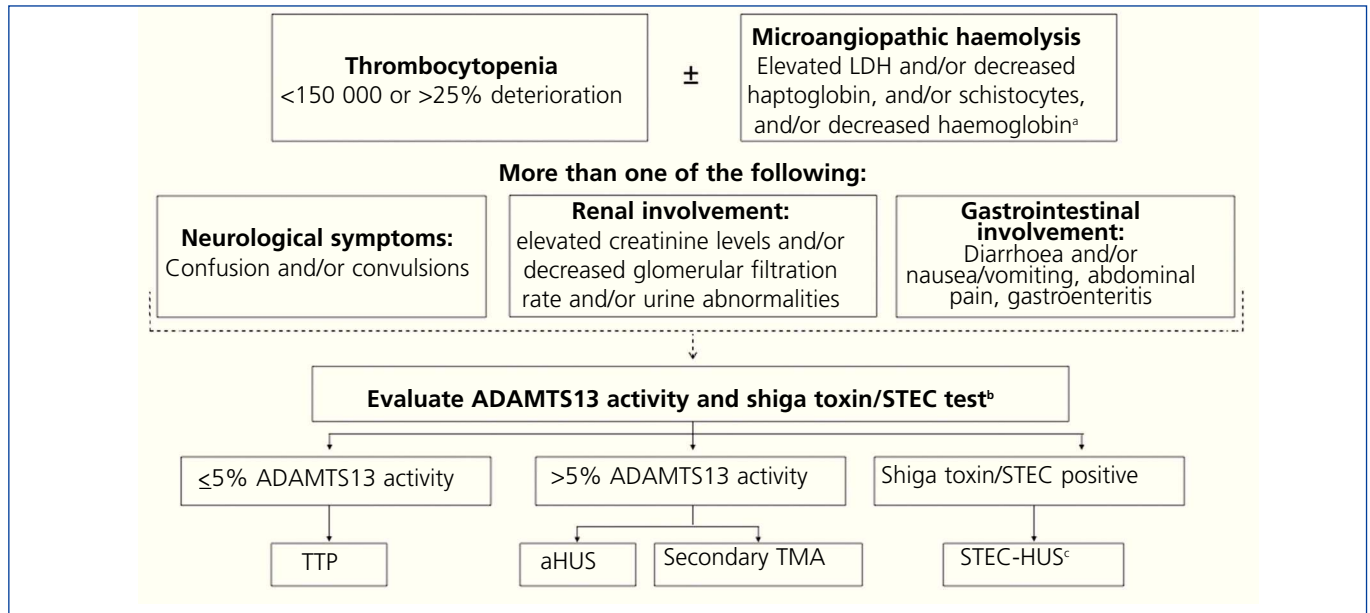 Thrombocytopenia
<150 000 or >25% deterioration
±
Microangiopathic haemolysis
Elevated LDH and/or decreased
haptoglobin, and/or schistocytes,
and/or decreased haemoglobinᵃ
More than one of the following:
Neurological symptoms:
Confusion and/or convulsions
Renal involvement:
elevated creatinine levels and/or
decreased glomerular filtration
rate and/or urine abnormalities
Gastrointestinal
involvement:
Diarrhoea and/or
nausea/vomiting, abdominal
pain, gastroenteritis
Evaluate ADAMTS13 activity and shiga toxin/STEC testᵇ
≤5% ADAMTS13 activity
>5% ADAMTS13 activity
Shiga toxin/STEC positive
TTP
aHUS
Secondary TMA
STEC-HUSᶜ